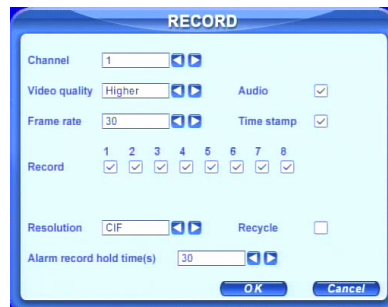 RECORD
Channel 1
Video quality Higher Audio
Frame rate 30 Time stamp
1 2 3 4 5 6 7 8
Record
Resolution CIF Recycle
Alarm record hold time(s) 30
OK Cancel